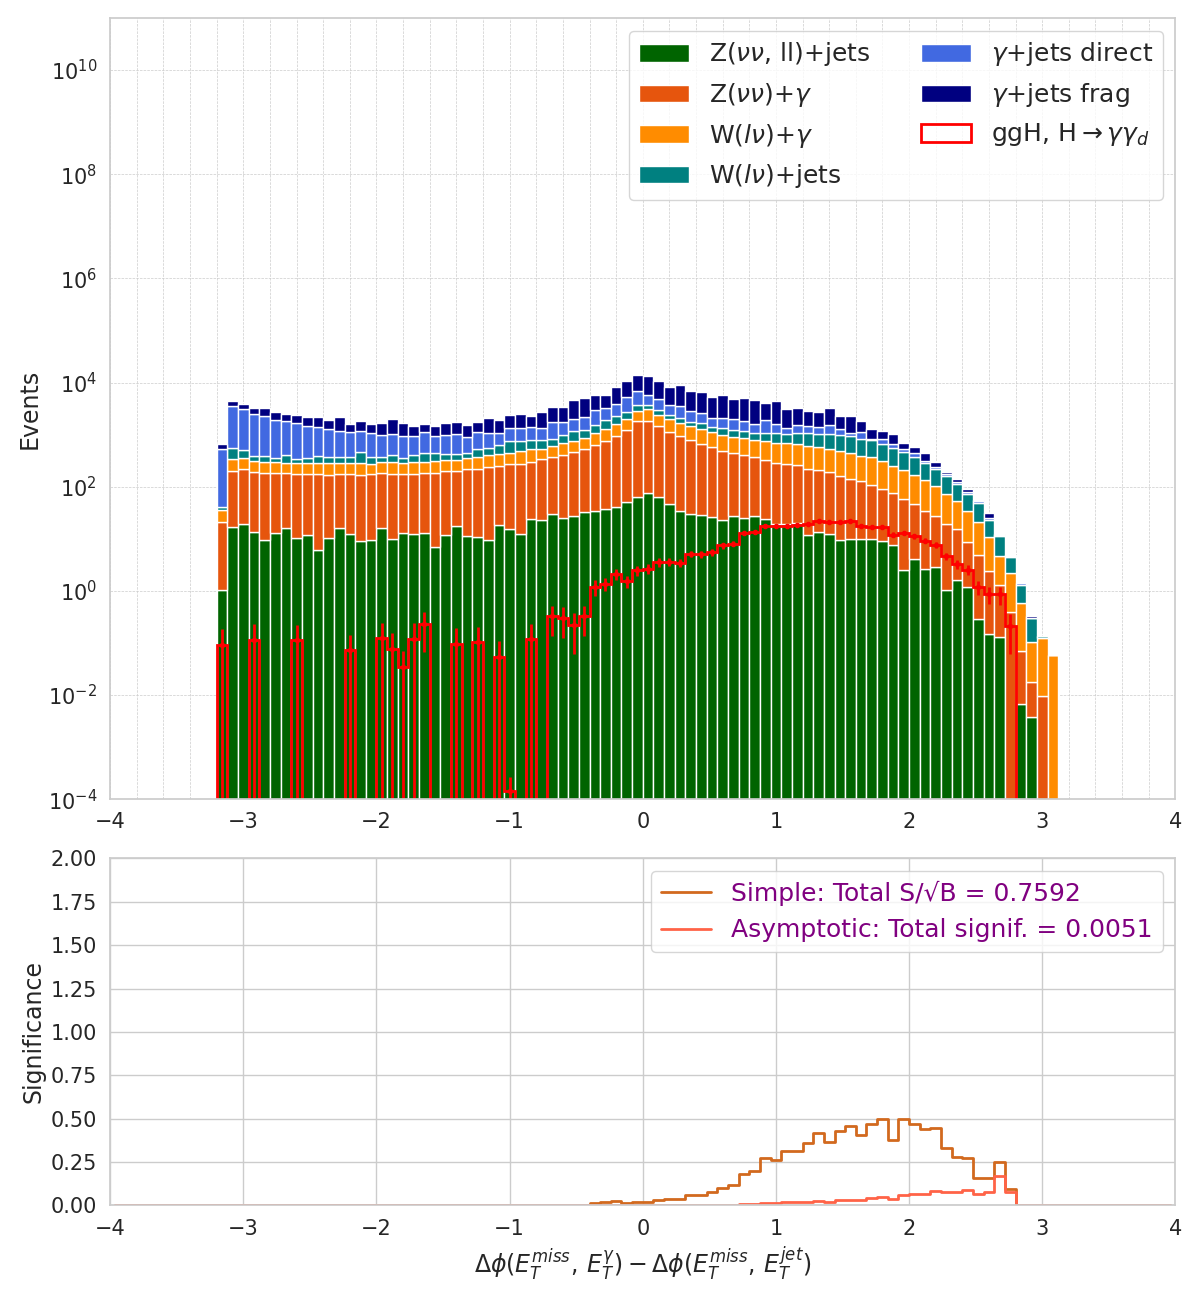 Z(νν, ll)+jets
Z(νν)+γ
W(lν)+γ
W(lν)+jets
γ+jets direct
γ+jets frag
ggH, H→γγ_d
Events
10^10
10^8
10^6
10^4
10^2
10^0
10^−2
10^−4
−4 −3 −2 −1 0 1 2 3 4
Simple: Total S/√B = 0.7592
Asymptotic: Total signif. = 0.0051
Significance
2.00
1.75
1.50
1.25
1.00
0.75
0.50
0.25
0.00
−4 −3 −2 −1 0 1 2 3 4
Δϕ(E_T^miss, E_T^γ) − Δϕ(E_T^miss, E_T^jet)